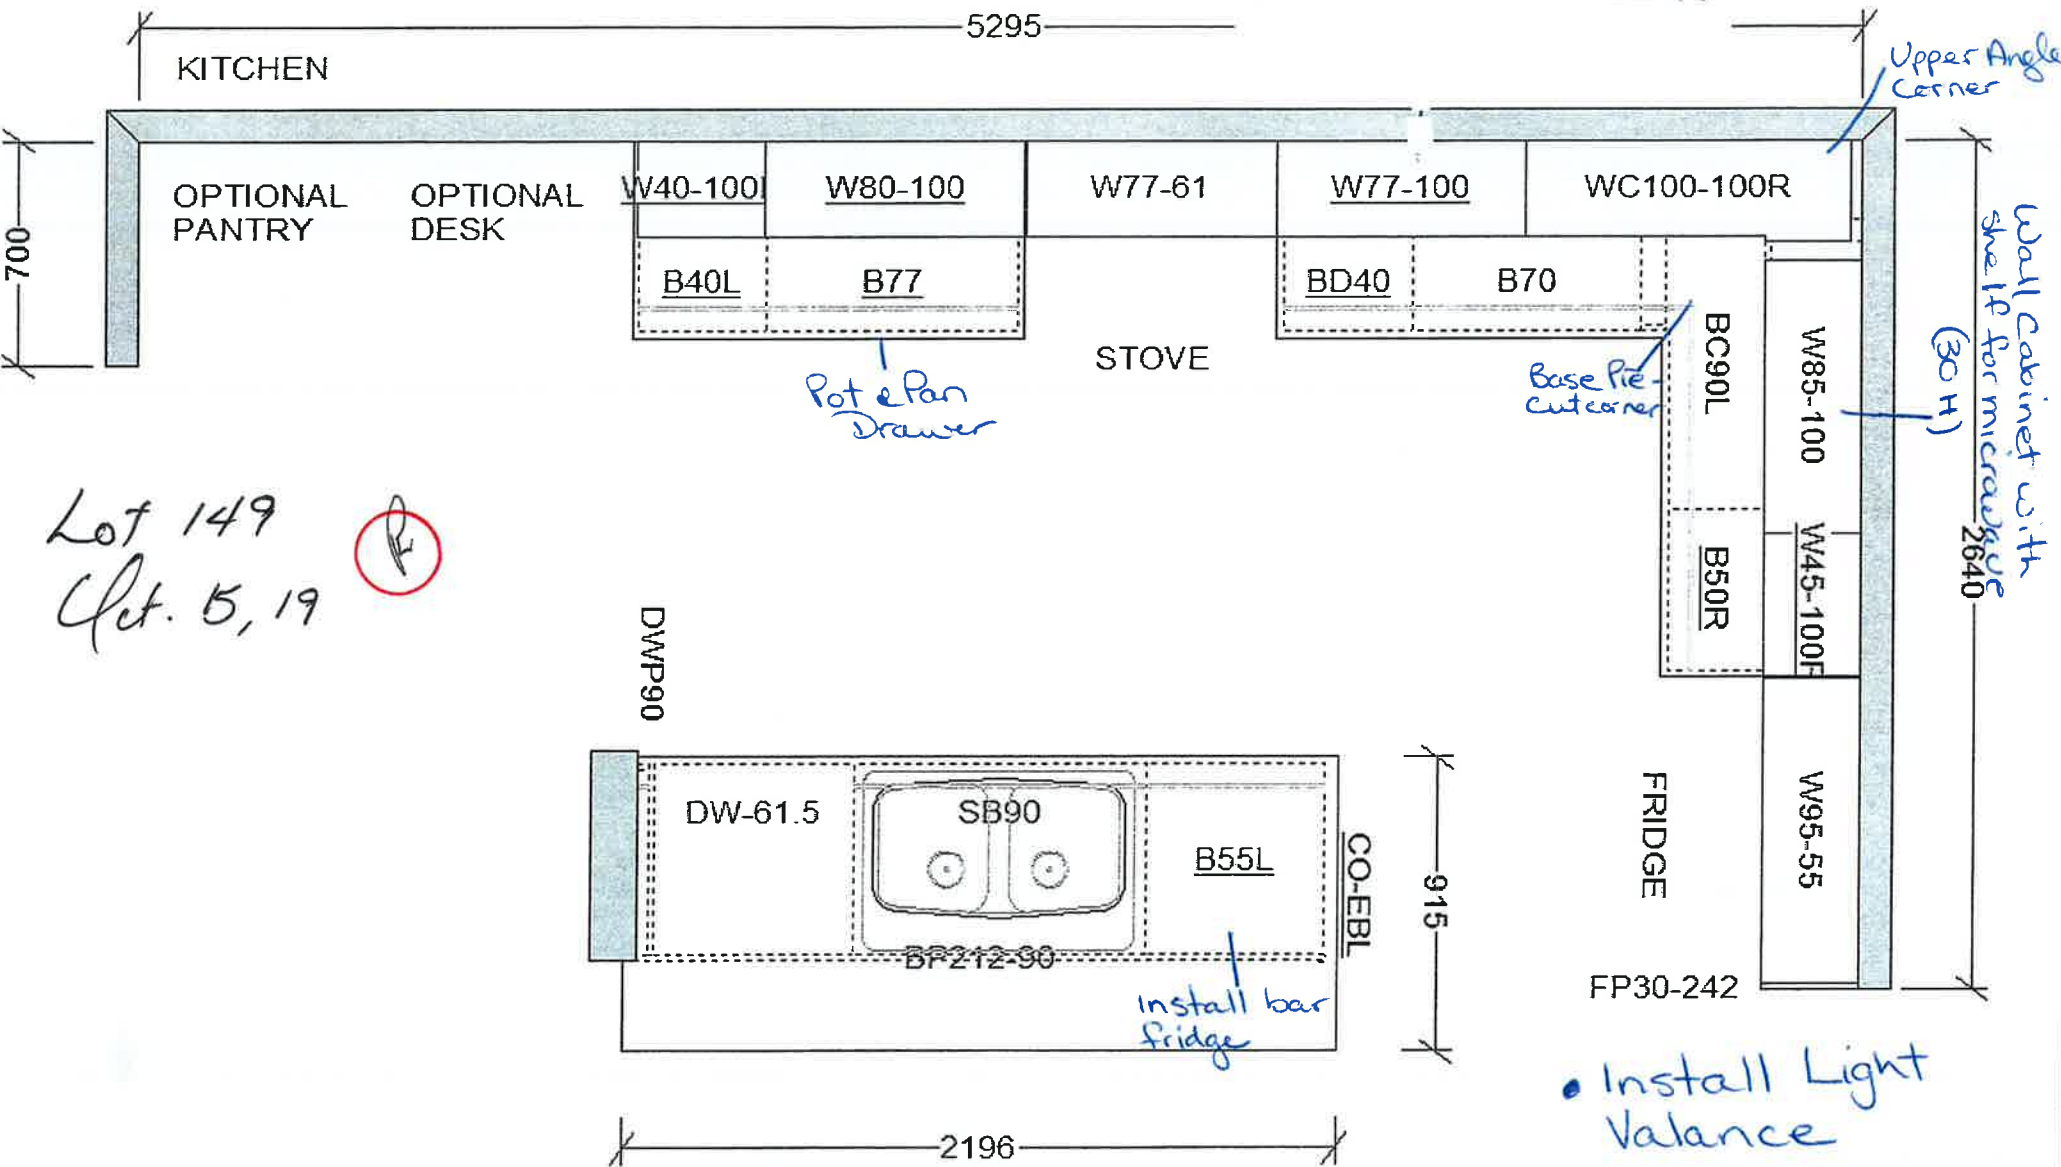 5295
KITCHEN
Upper Angle
Corner
OPTIONAL
PANTRY
OPTIONAL
DESK
W40-100
W80-100
W77-61
W77-100
WC100-100R
700
B40L
B77
BD40
B70
STOVE
Pot & Pan
Drawer
Base Pie-
cut corner
BC90L
W85-100
Wall Cabinet with
shelf for microwave
(30 H)
2640
B50R
W45-100R
Lot 149
Oct. 15, 19
DWP90
DW-61.5
SB90
B55L
CO-EBL
915
FRIDGE
W95-55
BP212-90
Install bar
fridge
FP30-242
2196
• Install Light
Valance